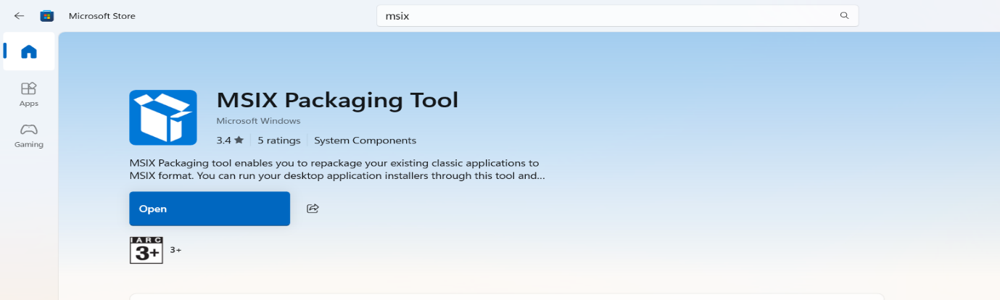 Microsoft Store
msix
Apps
Gaming
MSIX Packaging Tool
Microsoft Windows
3.4 ★ 5 ratings System Components
MSIX Packaging tool enables you to repackage your existing classic applications to
MSIX format. You can run your desktop application installers through this tool and...
Open
IARC
3+
3+